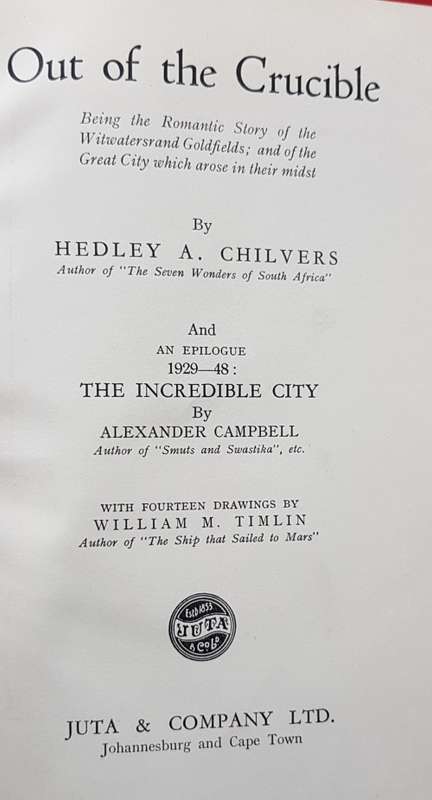 Out of the Crucible
Being the Romantic Story of the
Witwatersrand Goldfields; and of the
Great City which arose in their midst
By
HEDLEY A. CHILVERS
Author of "The Seven Wonders of South Africa"
And
AN EPILOGUE
1929—48:
THE INCREDIBLE CITY
By
ALEXANDER CAMPBELL
Author of "Smuts and Swastika", etc.
WITH FOURTEEN DRAWINGS BY
WILLIAM M. TIMLIN
Author of "The Ship that Sailed to Mars"
Estb 1853
JUTA
& Co Ld
JUTA & COMPANY LTD.
Johannesburg and Cape Town